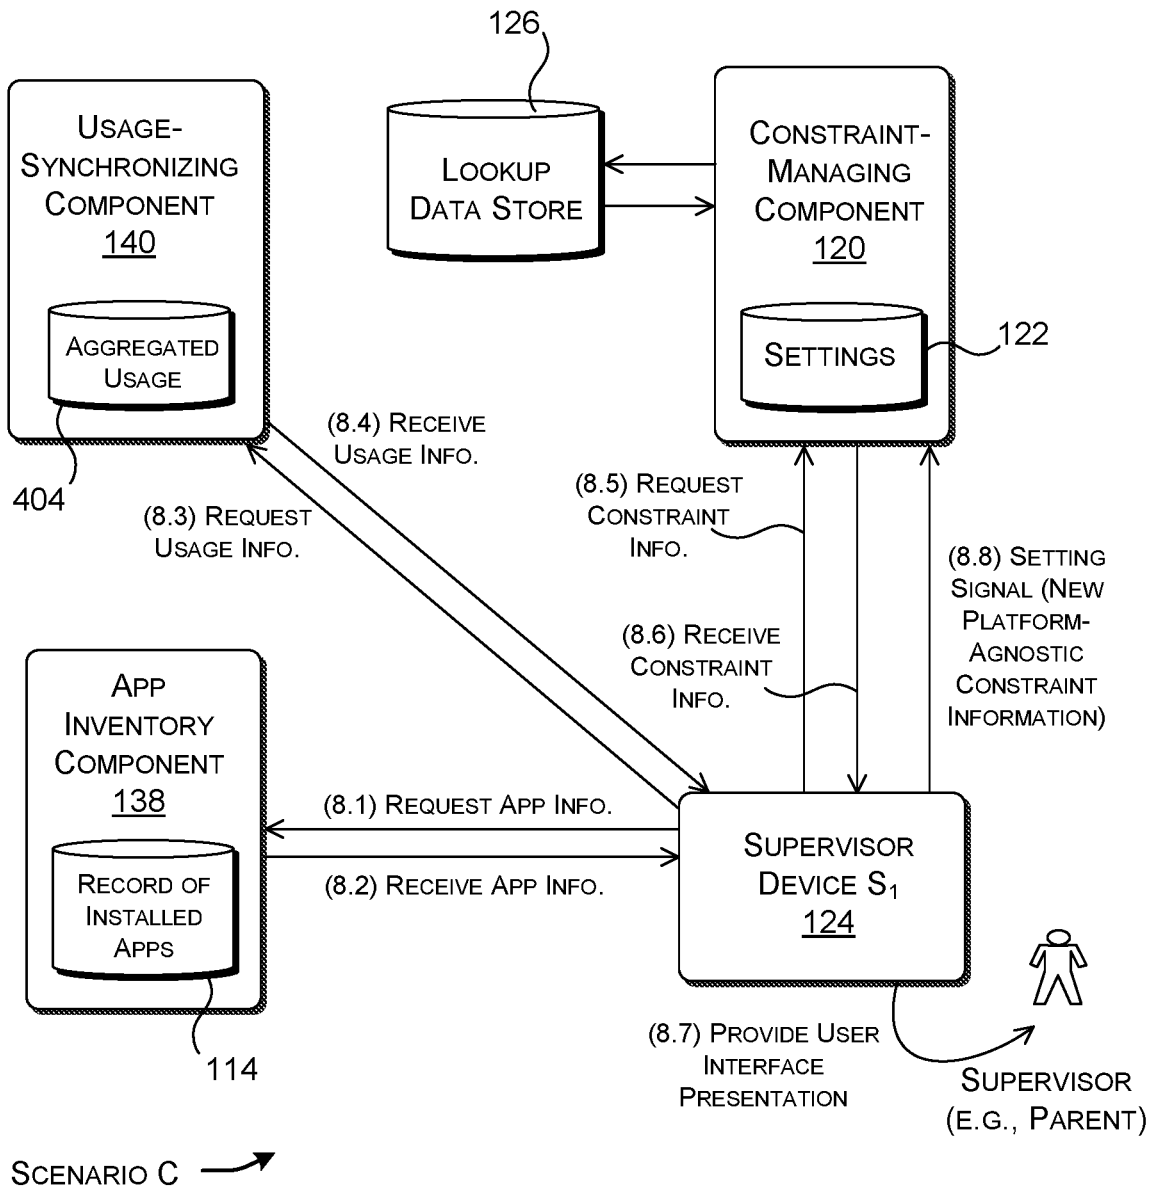 126
USAGE-
SYNCHRONIZING
COMPONENT
140
AGGREGATED
USAGE
404
LOOKUP
DATA STORE
CONSTRAINT-
MANAGING
COMPONENT
120
SETTINGS
122
(8.4) RECEIVE
USAGE INFO.
(8.3) REQUEST
USAGE INFO.
(8.5) REQUEST
CONSTRAINT
INFO.
(8.6) RECEIVE
CONSTRAINT
INFO.
(8.8) SETTING
SIGNAL (NEW
PLATFORM-
AGNOSTIC
CONSTRAINT
INFORMATION)
APP
INVENTORY
COMPONENT
138
RECORD OF
INSTALLED
APPS
114
(8.1) REQUEST APP INFO.
(8.2) RECEIVE APP INFO.
SUPERVISOR
DEVICE S1
124
(8.7) PROVIDE USER
INTERFACE
PRESENTATION
SUPERVISOR
(E.G., PARENT)
SCENARIO C